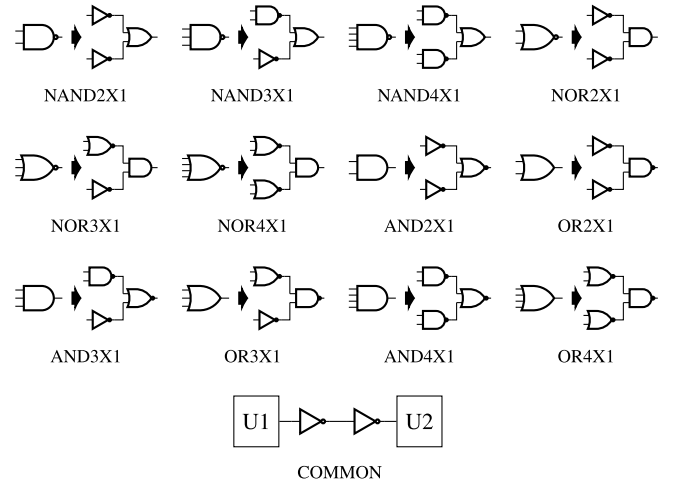 NAND2X1 NAND3X1 NAND4X1 NOR2X1
NOR3X1 NOR4X1 AND2X1 OR2X1
AND3X1 OR3X1 AND4X1 OR4X1
U1 U2
COMMON